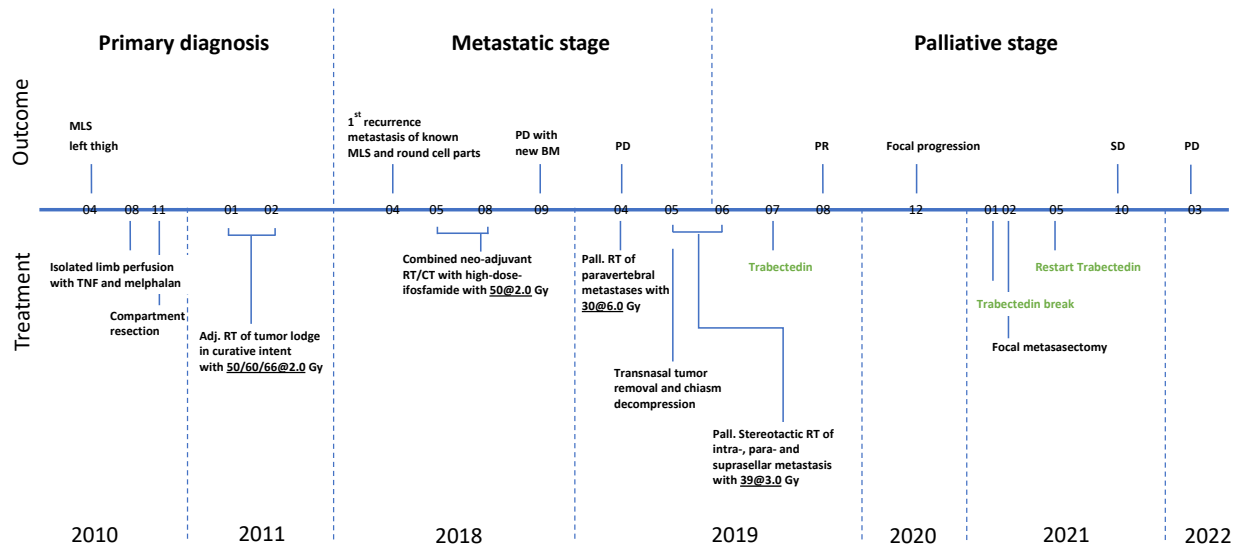 Primary diagnosis
Metastatic stage
Palliative stage
Outcome
MLS
left thigh
1st recurrence
metastasis of known
MLS and round cell parts
PD with
new BM
PD
PR
Focal progression
SD
PD
04 08 11 01 02 04 05 08 09 04 05 06 07 08 12 01 02 05 10 03
Treatment
Isolated limb perfusion
with TNF and melphalan
Compartment
resection
Adj. RT of tumor lodge
in curative intent
with 50/60/66@2.0 Gy
Combined neo-adjuvant
RT/CT with high-dose-
ifosfamide with 50@2.0 Gy
Pall. RT of
paravertebral
metastases with
30@6.0 Gy
Transnasal tumor
removal and chiasm
decompression
Pall. Stereotactic RT of
intra-, para- and
suprasellar metastasis
with 39@3.0 Gy
Trabectedin
Trabectedin break
Focal metasasectomy
Restart Trabectedin
2010
2011
2018
2019
2020
2021
2022